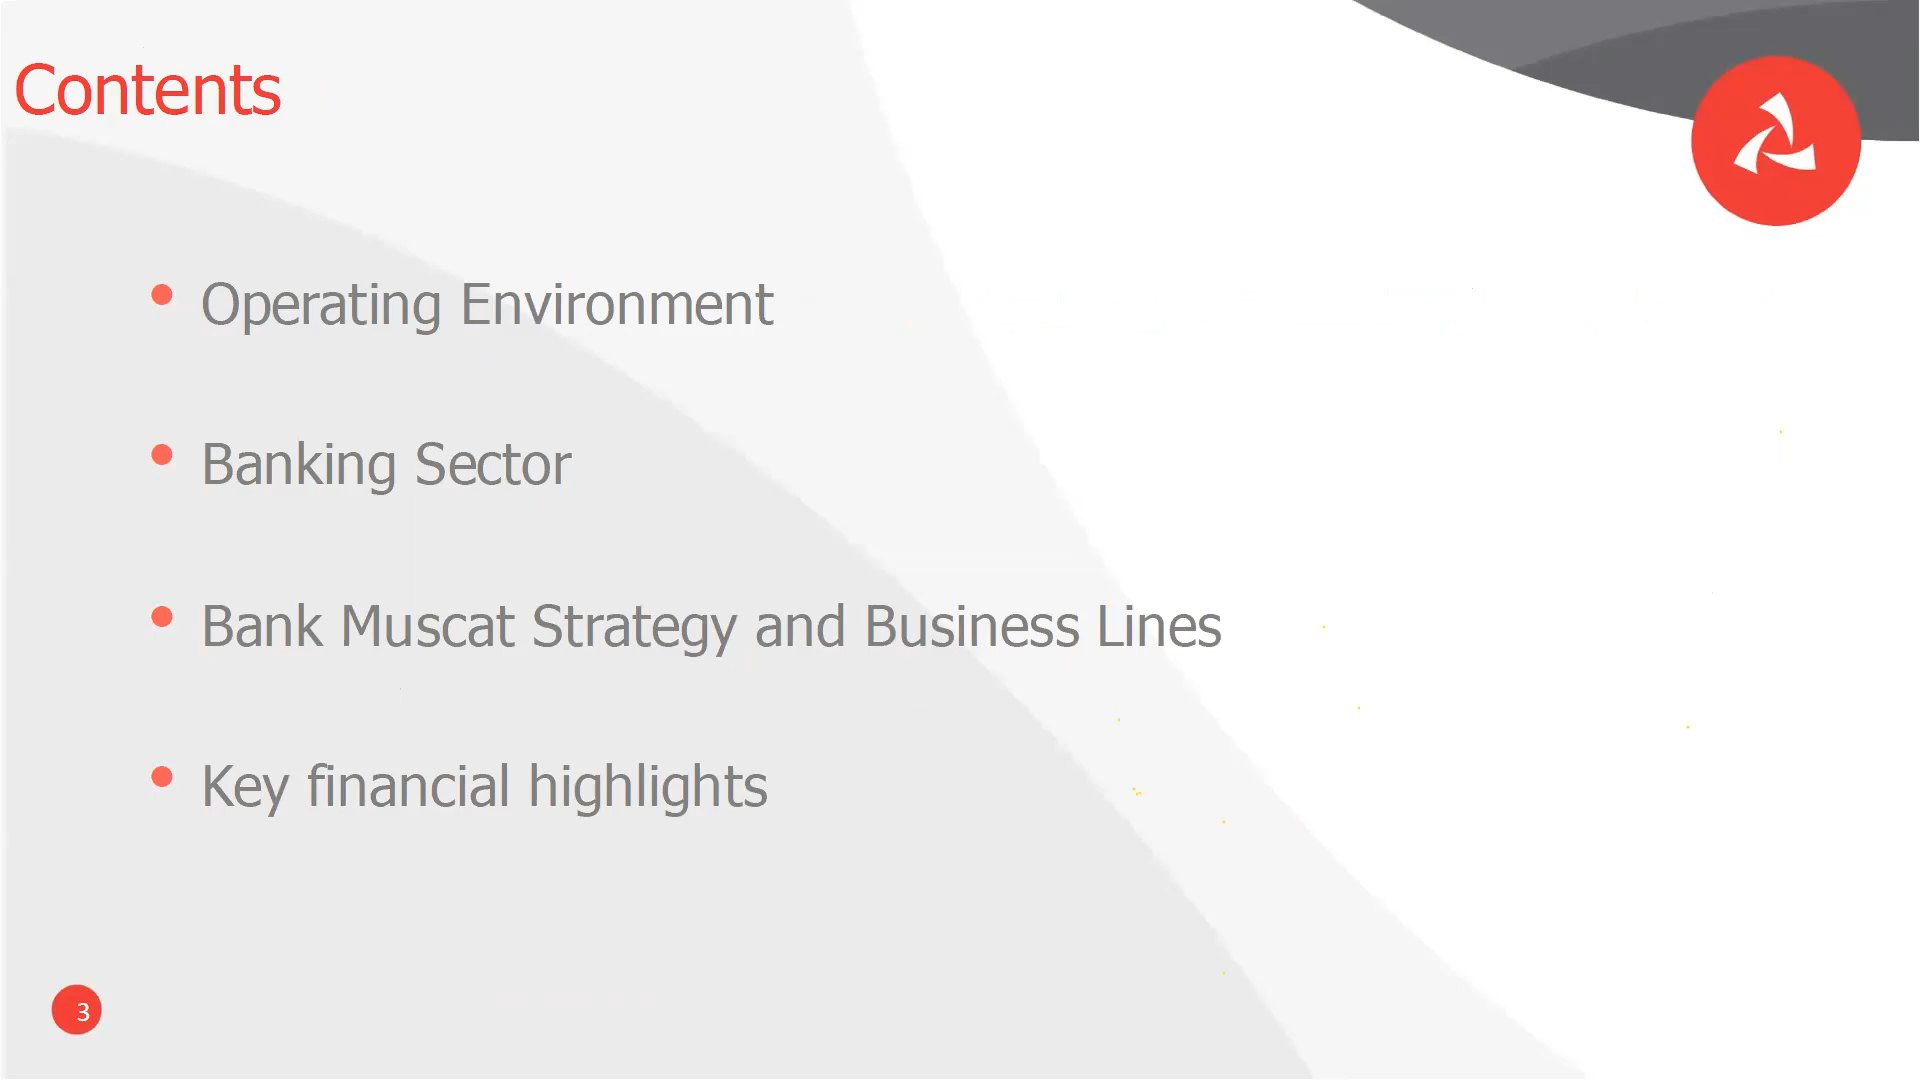 Contents
• Operating Environment
• Banking Sector
• Bank Muscat Strategy and Business Lines
• Key financial highlights
3